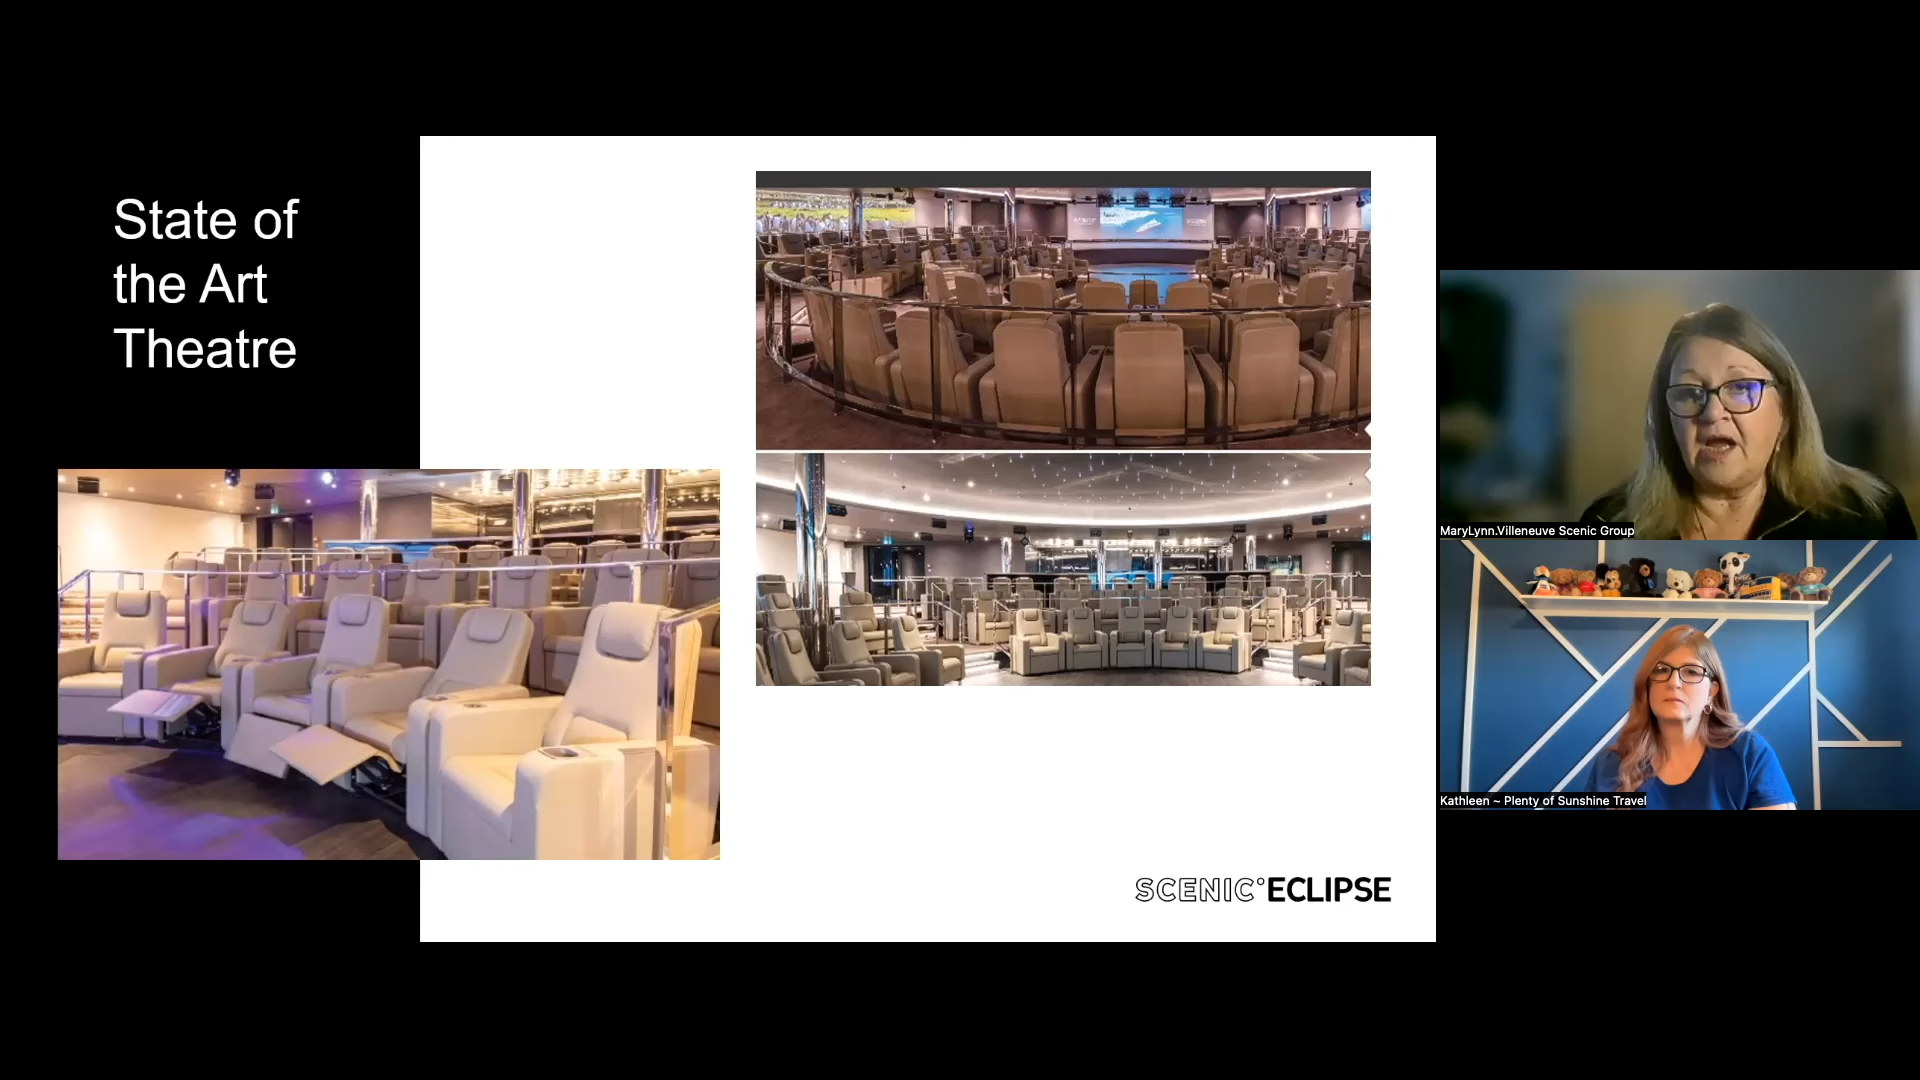 State of
the Art
Theatre
SCENIC°ECLIPSE
MaryLynn.Villeneuve Scenic Group
Kathleen ~ Plenty of Sunshine Travel